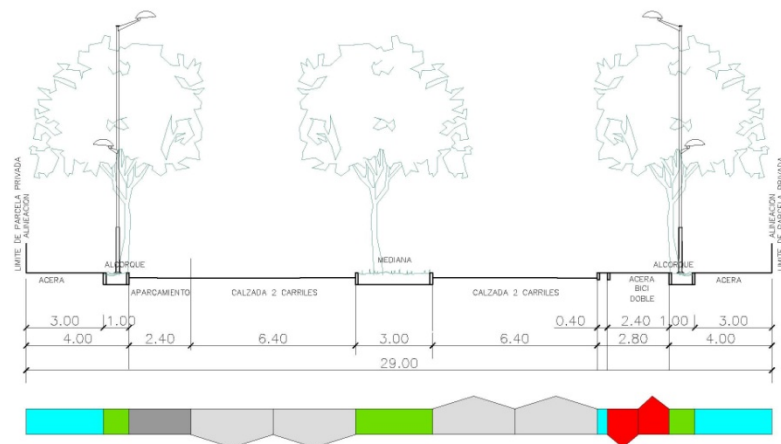 LIMITE DE PARCELA PRIVADA
ALINEACION
ALINEACION
LIMITE DE PARCELA PRIVADA
ALCORQUE
MEDIANA
ALCORQUE
ACERA
APARCAMIENTO
CALZADA 2 CARRILES
CALZADA 2 CARRILES
ACERA
BICI
DOBLE
ACERA
3.00 1.00 0.40 2.40 1.00 3.00
4.00 2.40 6.40 3.00 6.40 2.80 4.00
29.00